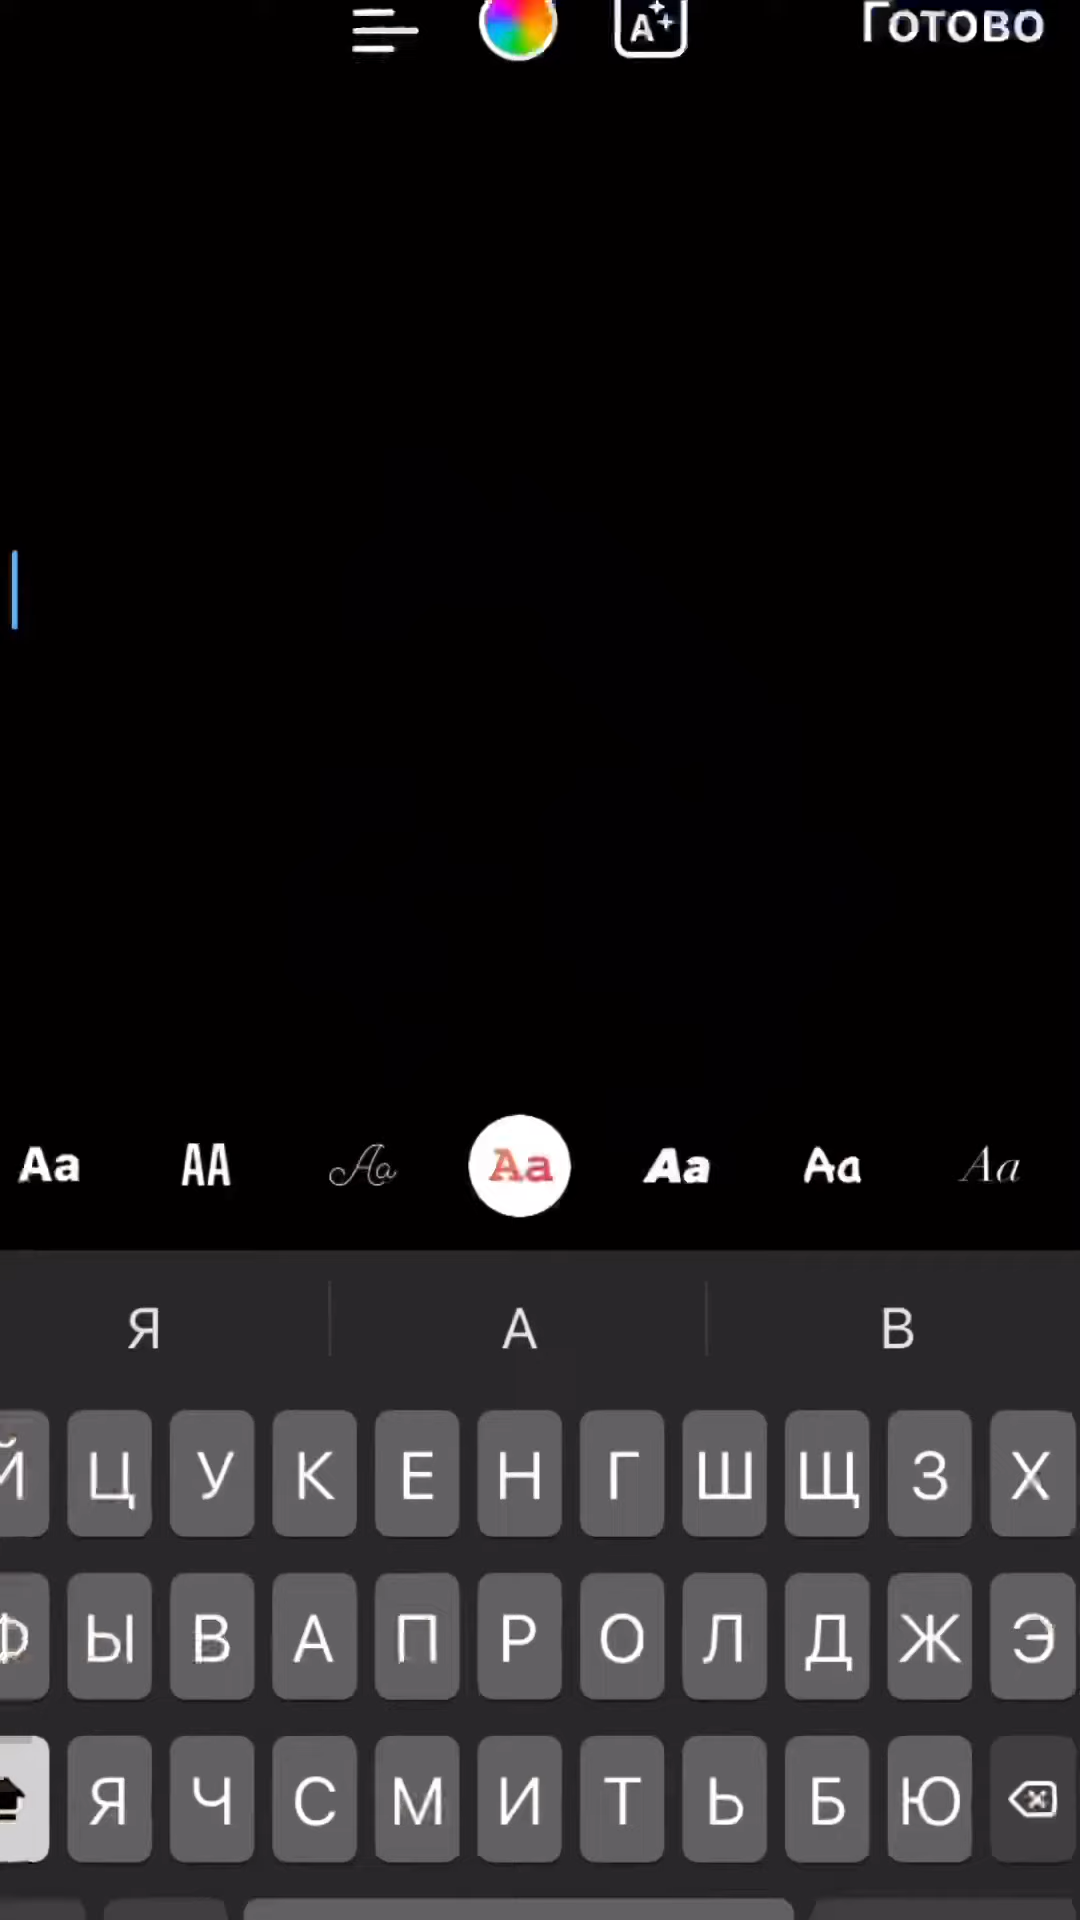 A
Готово
Aa AA Aa Aa Aa Aa Aa
Я А В
Й Ц У К Е Н Г Ш Щ З Х
Ф Ы В А П Р О Л Д Ж Э
Я Ч С М И Т Ь Б Ю